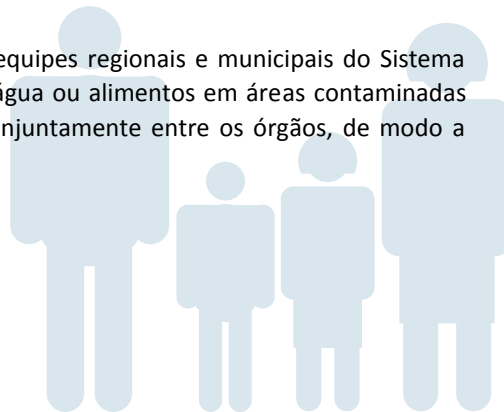 equipes regionais e municipais do Sistema
água ou alimentos em áreas contaminadas
njuntamente entre os órgãos, de modo a